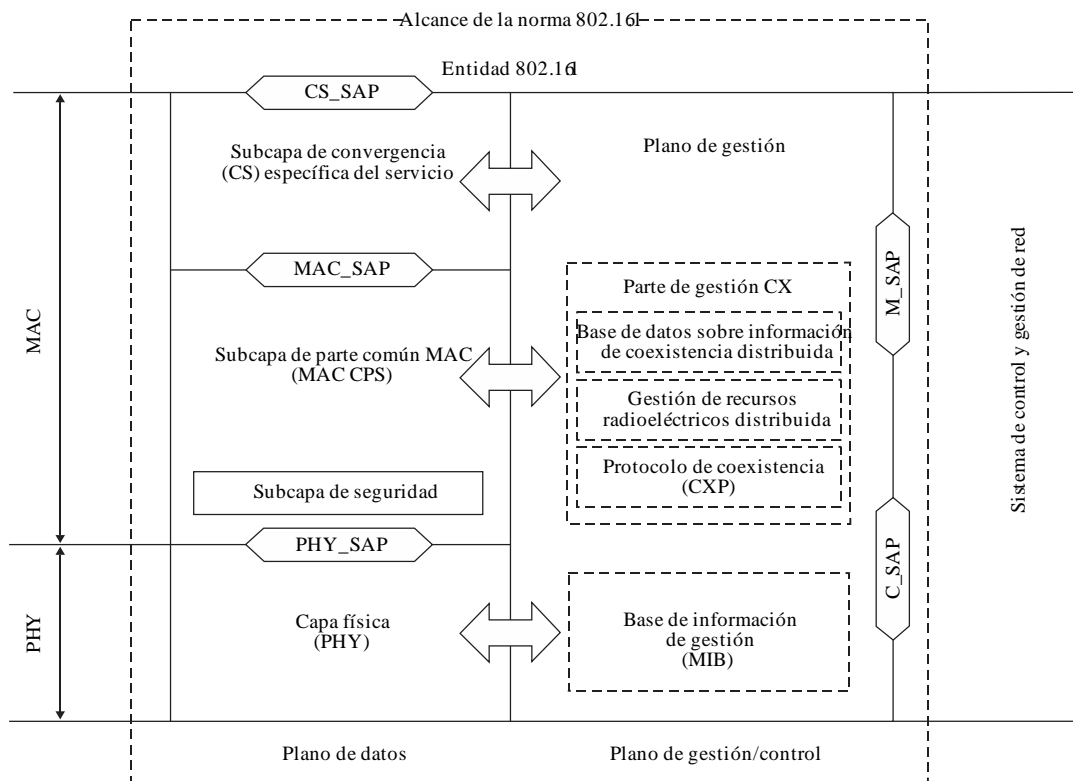 Alcance de la norma 802.161
Entidad 802.161
CS_SAP
Subcapa de convergencia
(CS) específica del servicio
Plano de gestión
MAC_SAP
Parte de gestión CX
Base de datos sobre información
de coexistencia distribuida
Subcapa de parte común MAC
(MAC CPS)
Gestión de recursos
radioeléctricos distribuida
Protocolo de coexistencia
(CXP)
Subcapa de seguridad
PHY_SAP
Capa física
(PHY)
Base de información
de gestión
(MIB)
Plano de datos
Plano de gestión/control
MAC
PHY
M_SAP
C_SAP
Sistema de control y gestión de red